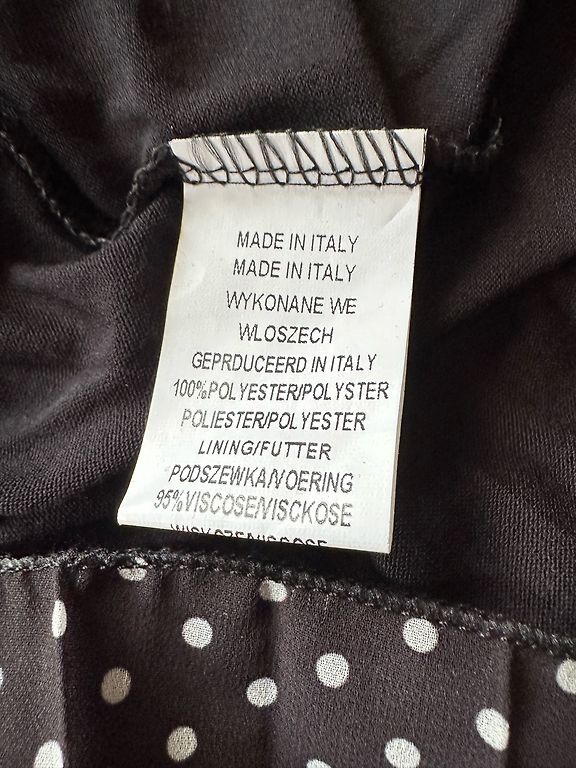 MADE IN ITALY
MADE IN ITALY
WYKONANE WE
WLOSZECH
GEPRDUCEERD IN ITALY
100%POLYESTER/POLYSTER
POLIESTER/POLYESTER
LINING/FUTTER
PODSZEWKA/VOERING
95%VISCOSE/VISCKOSE